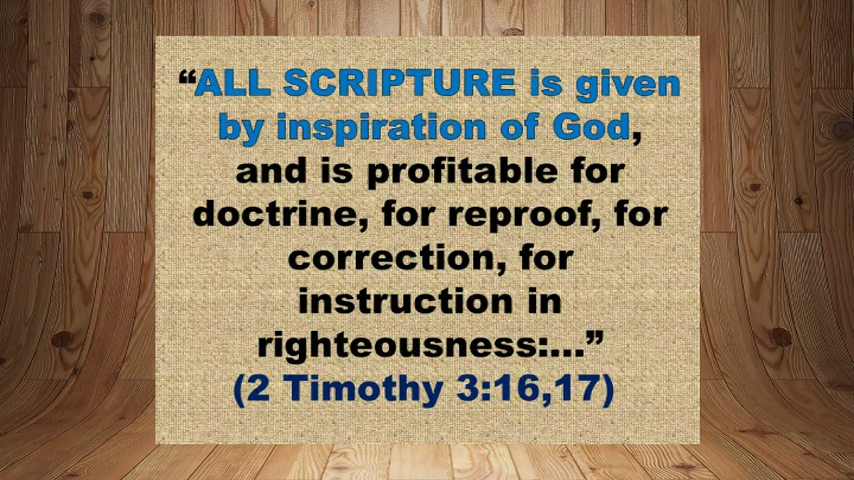 “ALL SCRIPTURE is given
by inspiration of God,
and is profitable for
doctrine, for reproof, for
correction, for
instruction in
righteousness:...”
(2 Timothy 3:16,17)